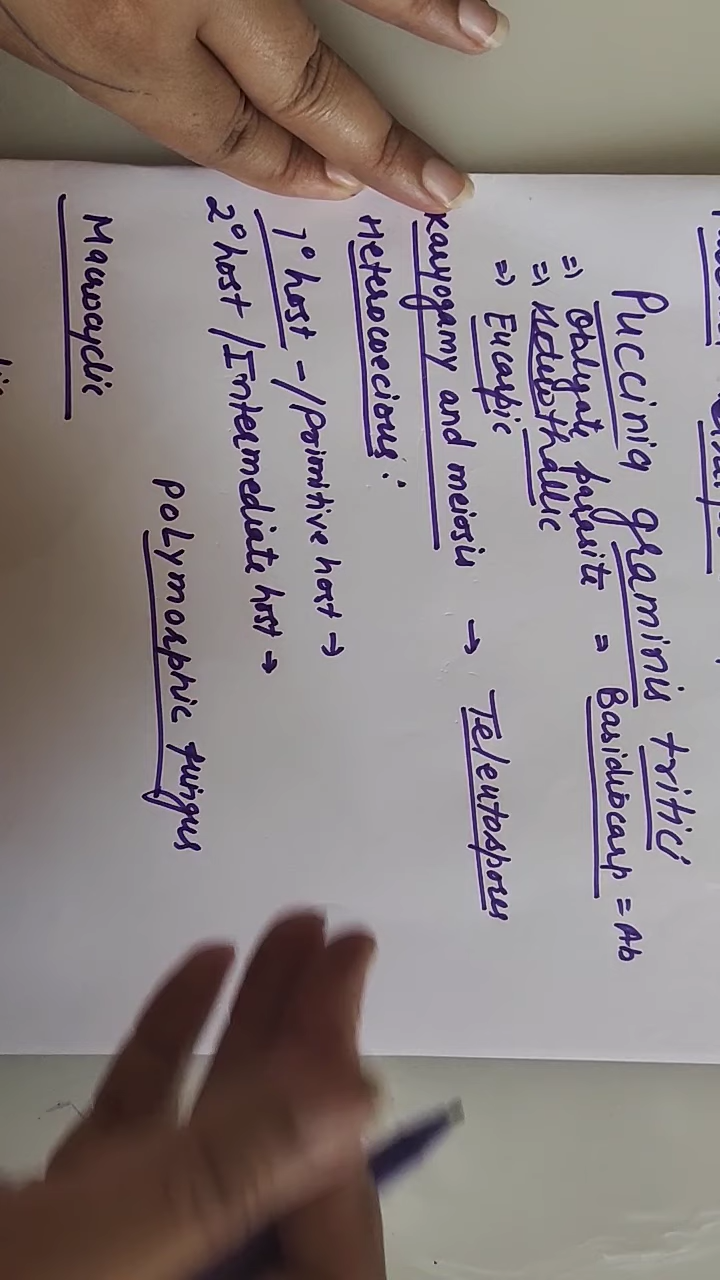 Puccinia graminis tritici
⇒ Obligate parasite = Basidiocarp = Ab
⇒ Heterothallic
⇒ Eucarpic
Karyogamy and meiosis → Teleutospores
Heteroecious:
1° host -/Primitive host →
2° host /Intermediate host →
Polymorphic fungus
Macrocyclic